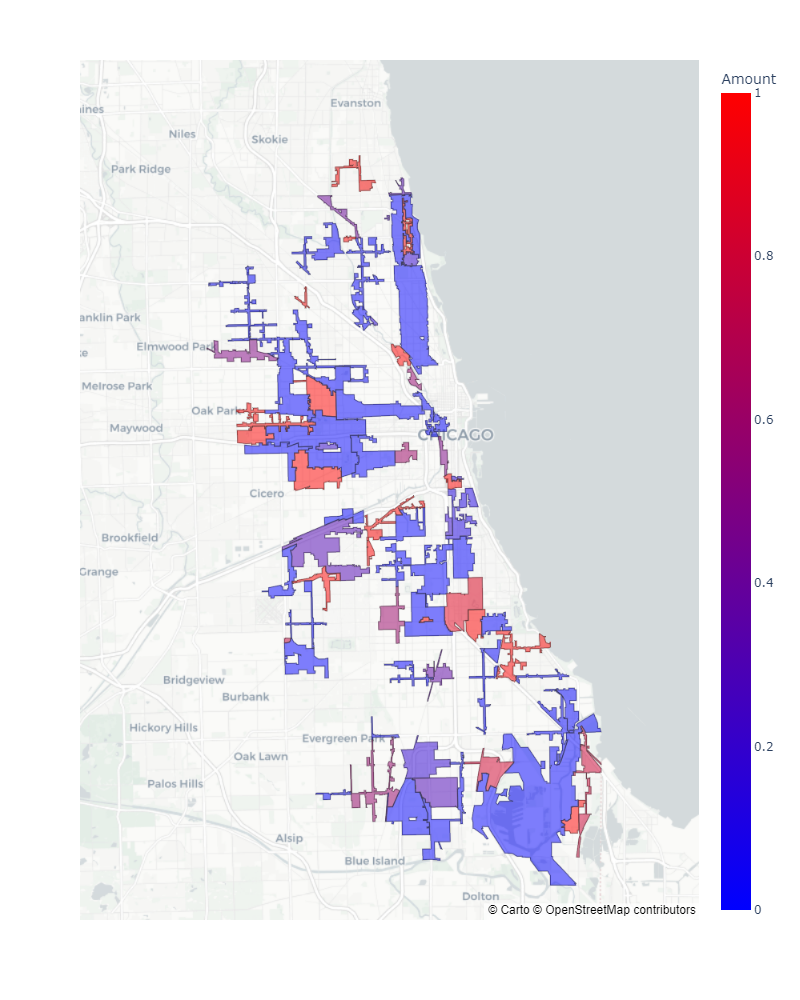 Amount
1
Evanston
ines
Niles
Skokie
Park Ridge
0.8
anklin Park
Elmwood Park
Melrose Park
Oak Park
0.6
Maywood
CHICAGO
Cicero
Brookfield
Grange
0.4
Bridgeview
Burbank
Hickory Hills
Evergreen Park
0.2
Oak Lawn
Palos Hills
Alsip
Blue Island
Dolton
© Carto © OpenStreetMap contributors
0